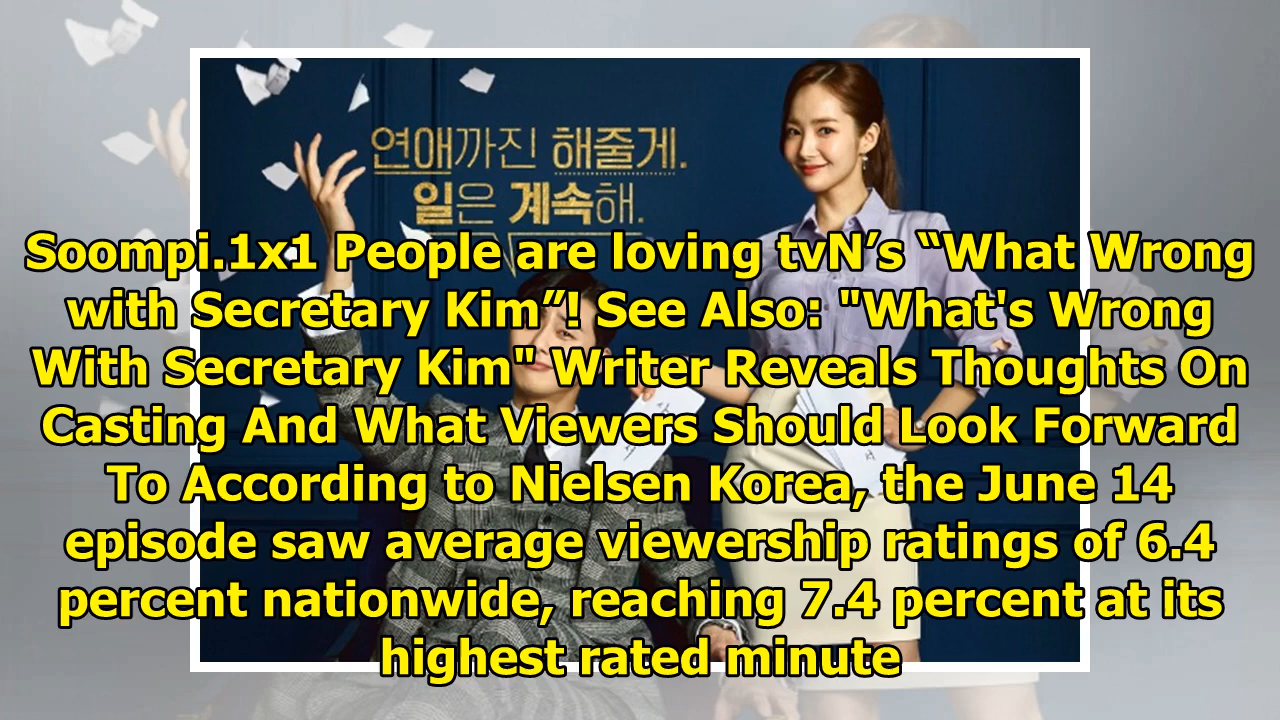 연애까진 해줄게.
일은 계속해.
Soompi.1x1 People are loving tvN’s “What Wrong
with Secretary Kim”! See Also: "What's Wrong
With Secretary Kim" Writer Reveals Thoughts On
Casting And What Viewers Should Look Forward
To According to Nielsen Korea, the June 14
episode saw average viewership ratings of 6.4
percent nationwide, reaching 7.4 percent at its
highest rated minute